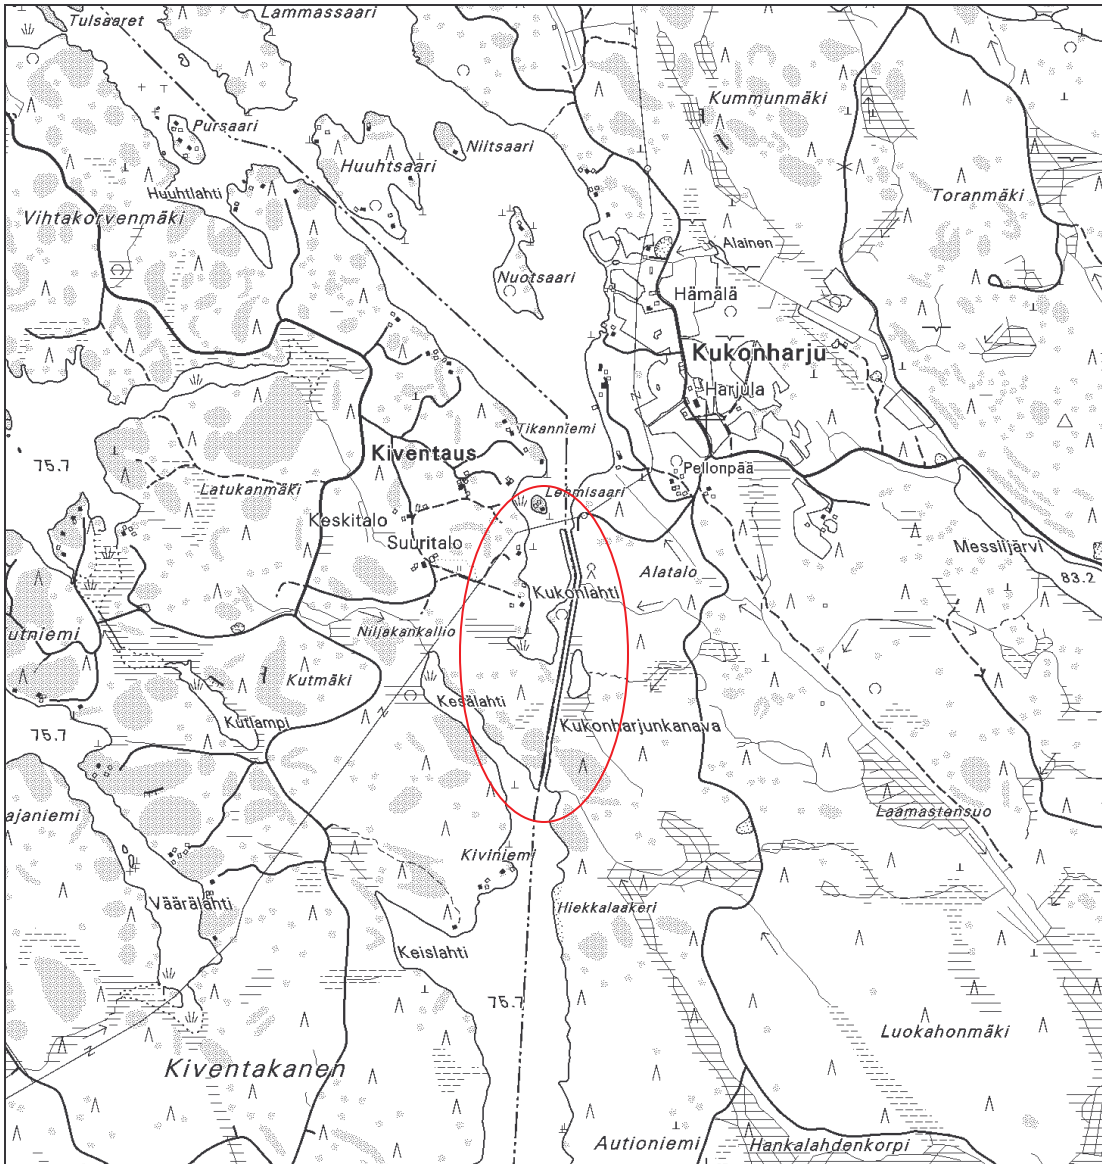 Tulsaaret
Lammassaari
Pursaari
Niitsaari
Kummunmäki
Huuhtsaari
Huuhtlahti
Toranmäki
Vihtakorvenmäki
Alainen
Nuotsaari
Hämälä
Kukonharju
Harjula
Tikanniemi
Kiventaus
75.7
Pellonpää
Latukanmäki
Lehmisaari
Keskitalo
Suuritalo
Messiijärvi
Alatalo
83.2
Kukonlahti
utniemi
Niljakankallio
Kutmäki
Kesälahti
Kutlampi
Kukonharjunkanava
75.7
ajaniemi
Laamastensuo
Kiviniemi
Väärälahti
Hiekkalaakeri
Keislahti
75.7
Luokahonmäki
Kiventakanen
Autioniemi
Hankalahdenkorpi